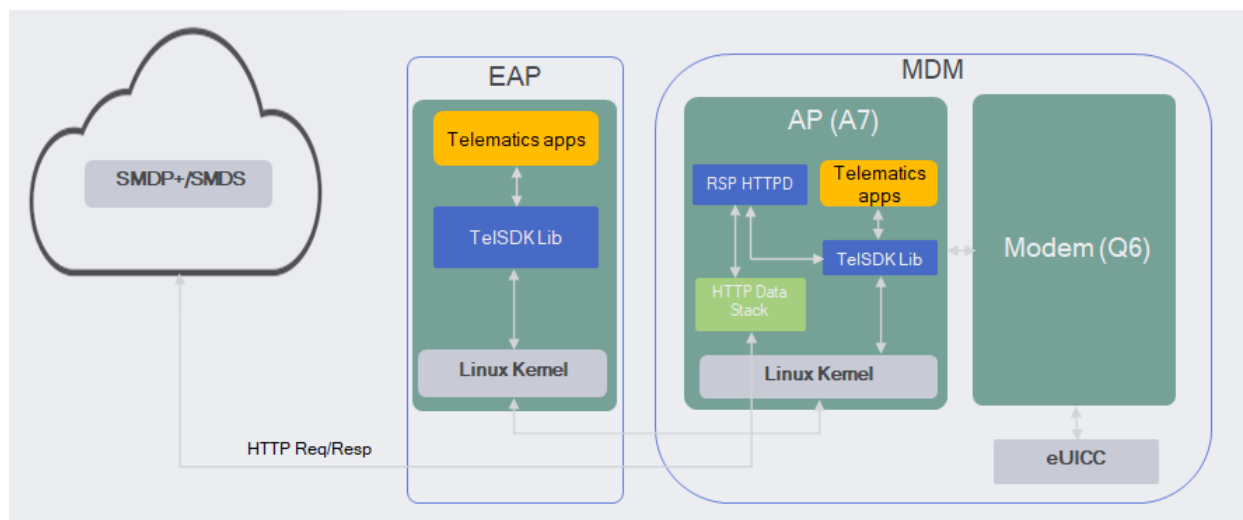 SMDP+/SMDS
EAP
Telematics apps
TelSDK Lib
Linux Kernel
HTTP Req/Resp
MDM
AP (A7)
RSP HTTPD
Telematics
apps
TelSDK Lib
HTTP Data
Stack
Linux Kernel
Modem (Q6)
eUICC